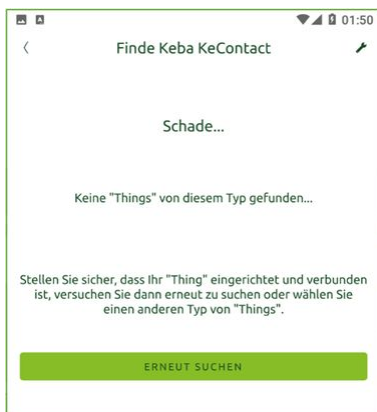 01:50
Finde Keba KeContact
Schade...
Keine "Things" von diesem Typ gefunden...
Stellen Sie sicher, dass Ihr "Thing" eingerichtet und verbunden
ist, versuchen Sie dann erneut zu suchen oder wählen Sie
einen anderen Typ von "Things".
ERNEUT SUCHEN